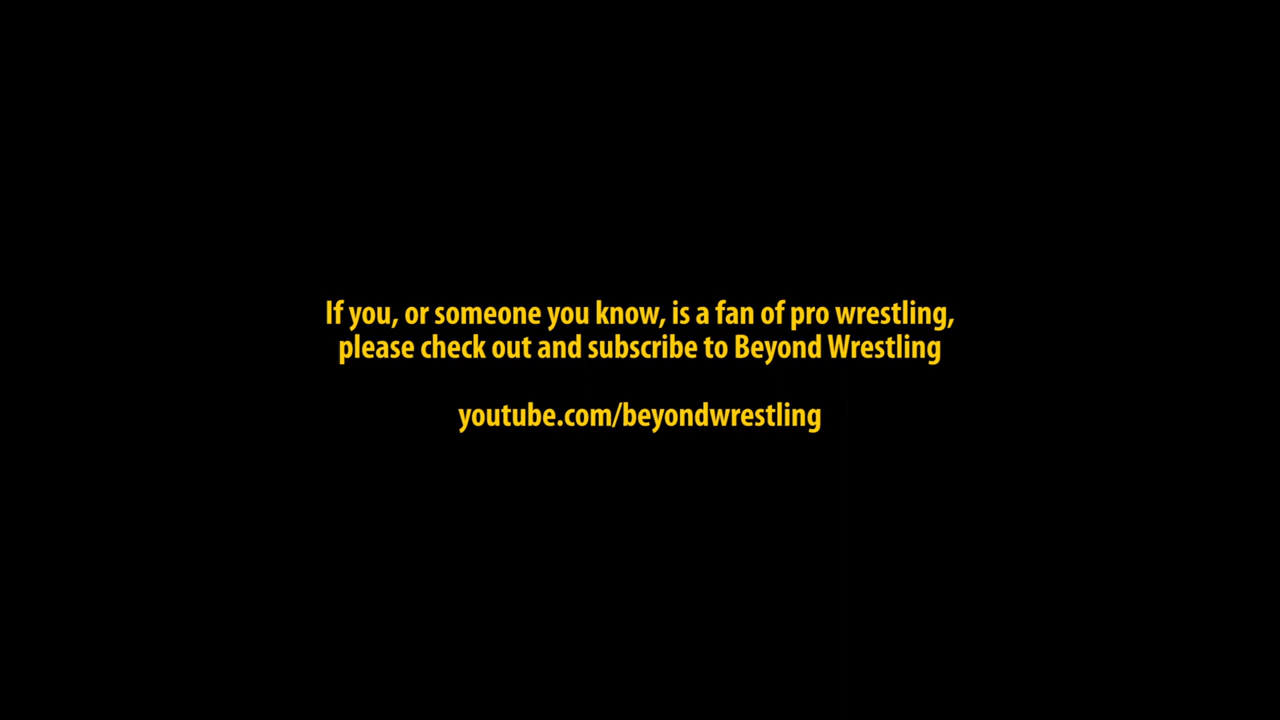 If you, or someone you know, is a fan of pro wrestling,
please check out and subscribe to Beyond Wrestling
youtube.com/beyondwrestling